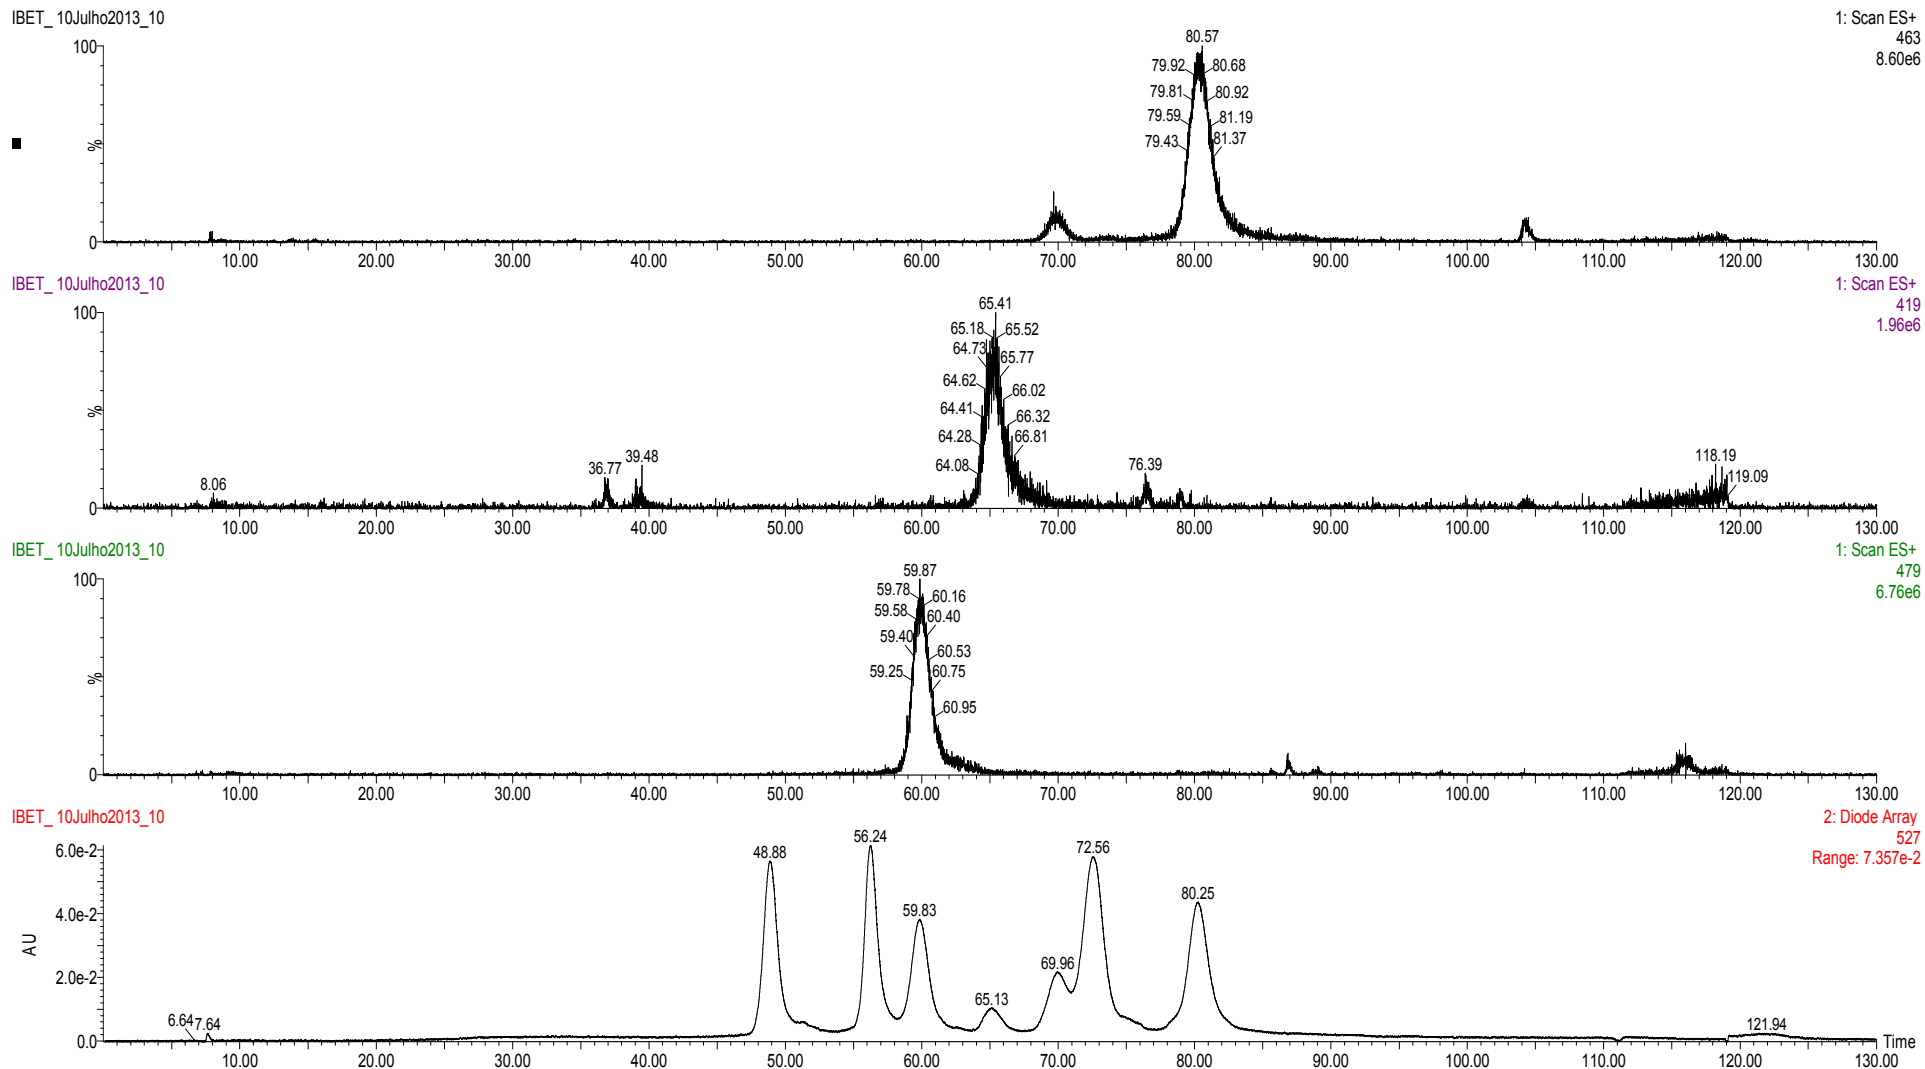 IBET_ 10Julho2013_10
1: Scan ES+
463
8.60e6
100
%
0
80.57
79.92
80.68
79.81
80.92
79.59
81.19
79.43
81.37
10.00 20.00 30.00 40.00 50.00 60.00 70.00 80.00 90.00 100.00 110.00 120.00 130.00
IBET_ 10Julho2013_10
1: Scan ES+
419
1.96e6
100
%
0
65.41
65.18
65.52
64.73
65.77
64.62
66.02
64.41
66.32
64.28
66.81
64.08
8.06
36.77
39.48
76.39
118.19
119.09
10.00 20.00 30.00 40.00 50.00 60.00 70.00 80.00 90.00 100.00 110.00 120.00 130.00
IBET_ 10Julho2013_10
1: Scan ES+
479
6.76e6
100
%
0
59.87
59.78
60.16
59.58
60.40
59.40
60.53
59.25
60.75
60.95
10.00 20.00 30.00 40.00 50.00 60.00 70.00 80.00 90.00 100.00 110.00 120.00 130.00
IBET_ 10Julho2013_10
2: Diode Array
527
Range: 7.357e-2
AU
6.0e-2
4.0e-2
2.0e-2
0.0
6.64
7.64
48.88
56.24
59.83
65.13
69.96
72.56
80.25
121.94
Time
10.00 20.00 30.00 40.00 50.00 60.00 70.00 80.00 90.00 100.00 110.00 120.00 130.00